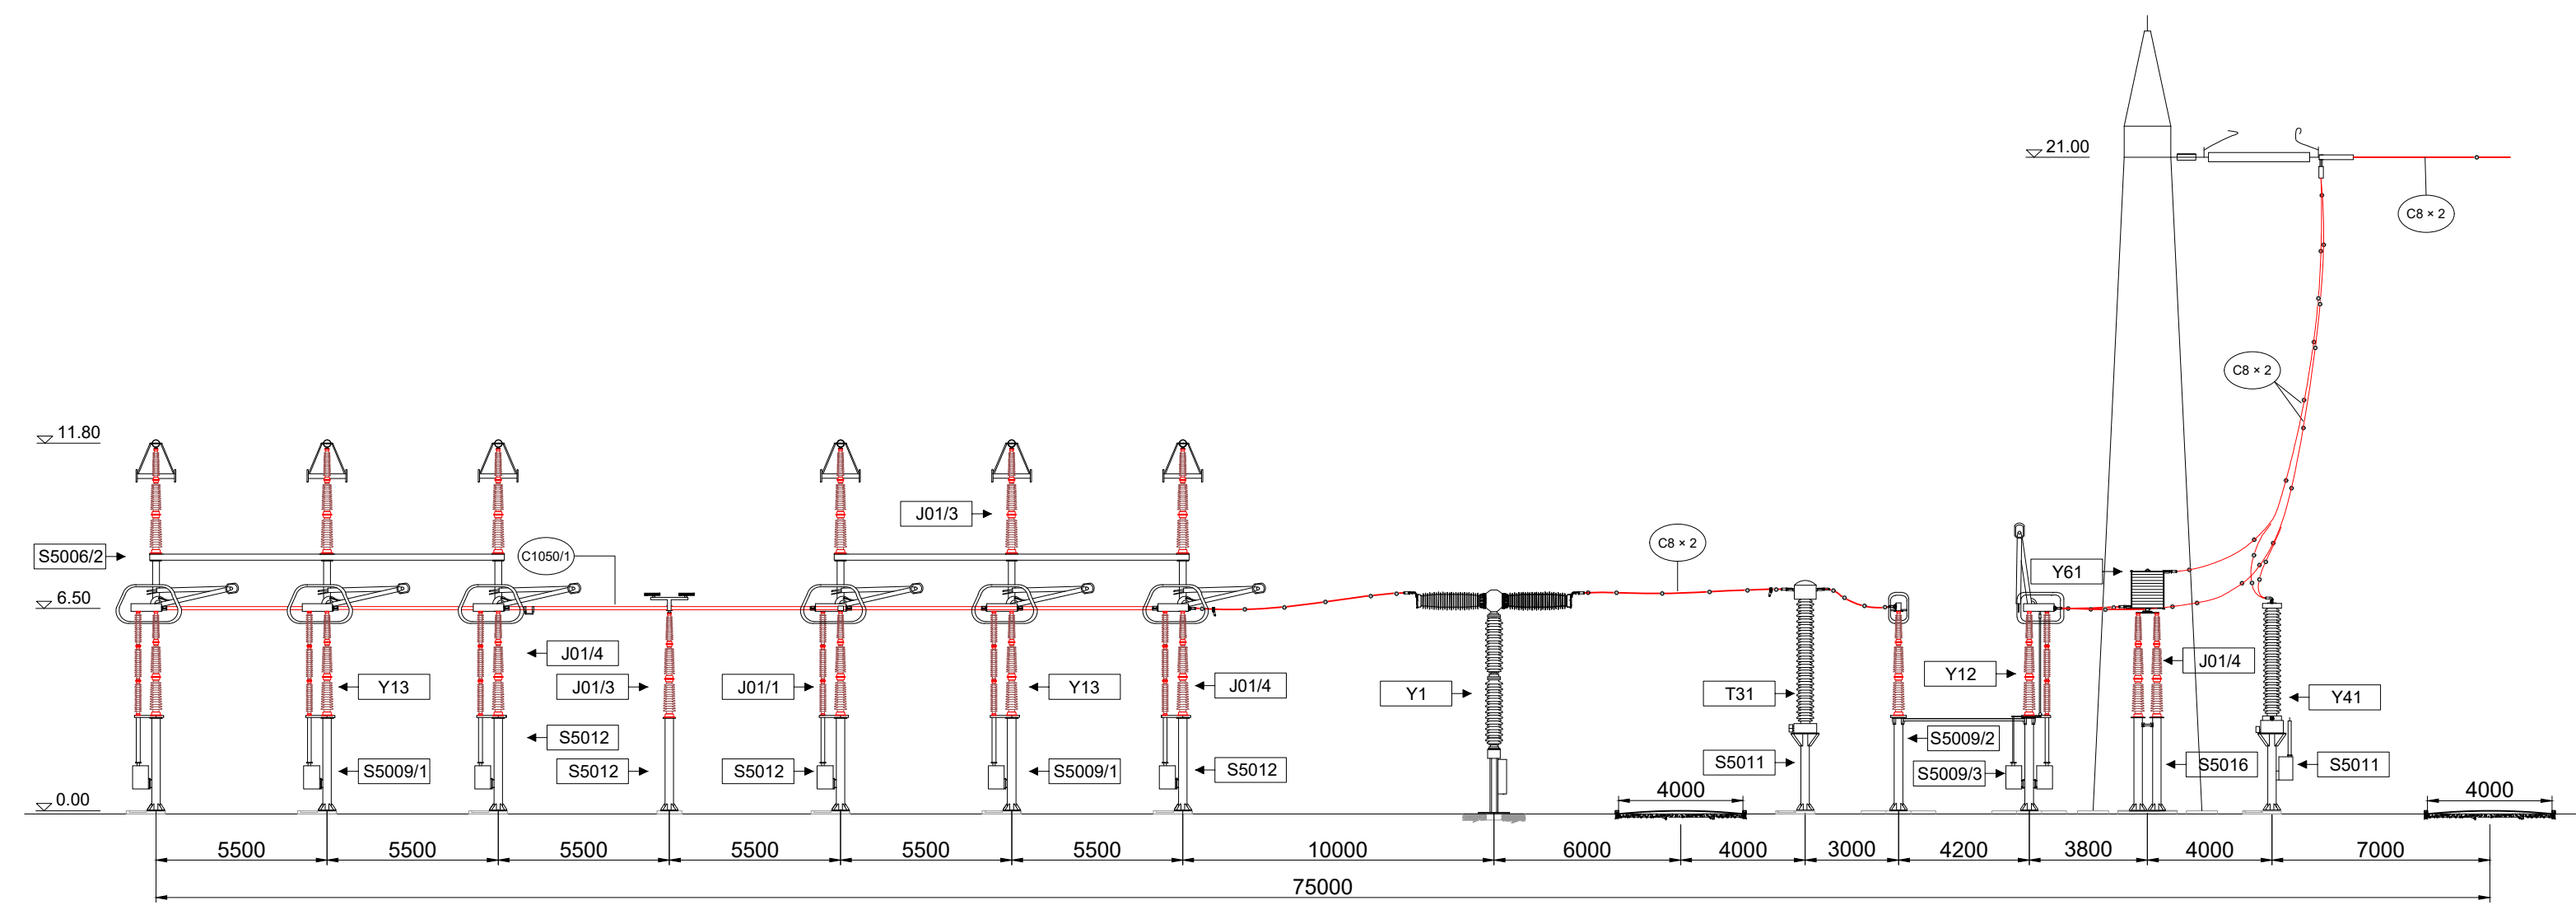 21.00
C8 × 2
C8 × 2
11.80
J01/3
S5006/2
C1050/1
C8 × 2
Y61
6.50
J01/4
J01/4
Y13
J01/3
J01/1
Y13
J01/4
Y1
T31
Y12
Y41
S5012
S5009/2
S5009/1
S5012
S5012
S5009/1
S5012
S5011
S5009/3
S5016
S5011
0.00
4000
4000
5500
5500
5500
5500
5500
5500
10000
6000
4000
3000
4200
3800
4000
7000
75000